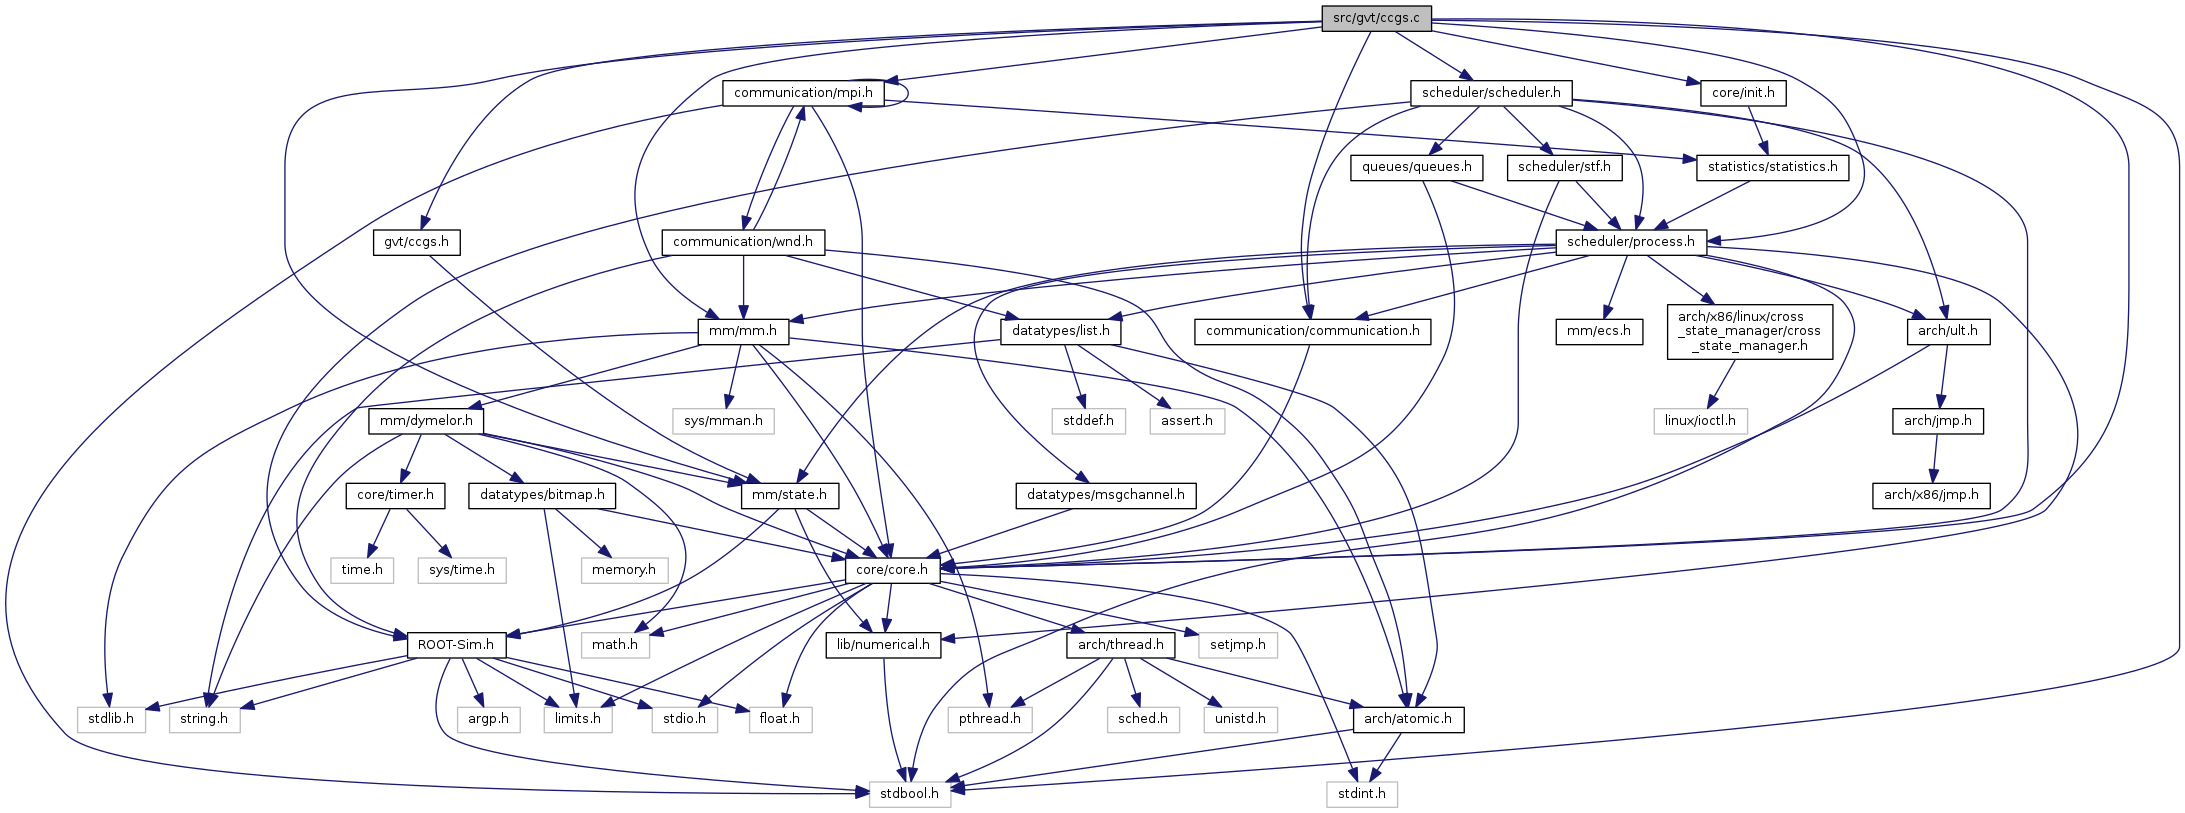 src/gvt/ccgs.c
communication/mpi.h
scheduler/scheduler.h
core/init.h
queues/queues.h
scheduler/stf.h
statistics/statistics.h
gvt/ccgs.h
communication/wnd.h
scheduler/process.h
mm/mm.h
datatypes/list.h
communication/communication.h
mm/ecs.h
arch/x86/linux/cross
_state_manager/cross
_state_manager.h
arch/ult.h
mm/dymelor.h
sys/mman.h
stddef.h
assert.h
linux/ioctl.h
arch/jmp.h
core/timer.h
datatypes/bitmap.h
mm/state.h
datatypes/msgchannel.h
arch/x86/jmp.h
time.h
sys/time.h
memory.h
core/core.h
ROOT-Sim.h
math.h
lib/numerical.h
arch/thread.h
setjmp.h
stdlib.h
string.h
argp.h
limits.h
stdio.h
float.h
pthread.h
sched.h
unistd.h
arch/atomic.h
stdbool.h
stdint.h